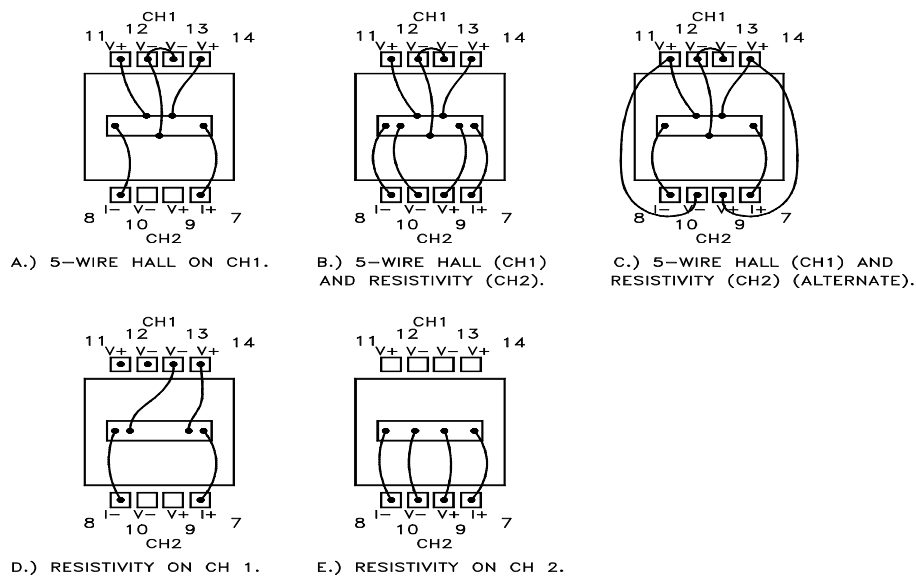 CH1
11 12 13 14
V+ V- V- V+
I- V- V+ I+
8 10 9 7
CH2
A.) 5-WIRE HALL ON CH1.
CH1
11 12 13 14
V+ V- V- V+
I- V- V+ I+
8 10 9 7
CH2
B.) 5-WIRE HALL (CH1)
AND RESISTIVITY (CH2).
CH1
11 12 13 14
V+ V- V- V+
I- V- V+ I+
8 10 9 7
CH2
C.) 5-WIRE HALL (CH1) AND
RESISTIVITY (CH2) (ALTERNATE).
CH1
11 12 13 14
V+ V- V- V+
I- V- V+ I+
8 10 9 7
CH2
D.) RESISTIVITY ON CH 1.
CH1
11 12 13 14
V+ V- V- V+
I- V- V+ I+
8 10 9 7
CH2
E.) RESISTIVITY ON CH 2.